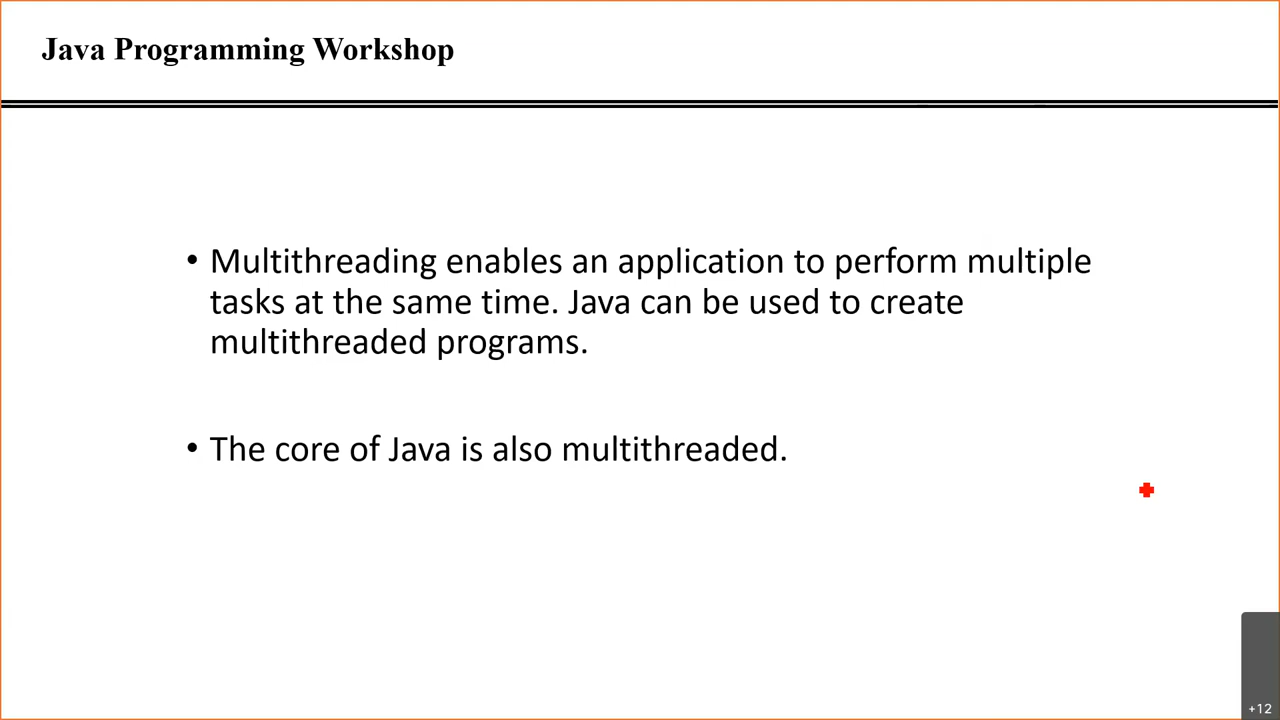 Java Programming Workshop
• Multithreading enables an application to perform multiple
tasks at the same time. Java can be used to create
multithreaded programs.
• The core of Java is also multithreaded.
+12